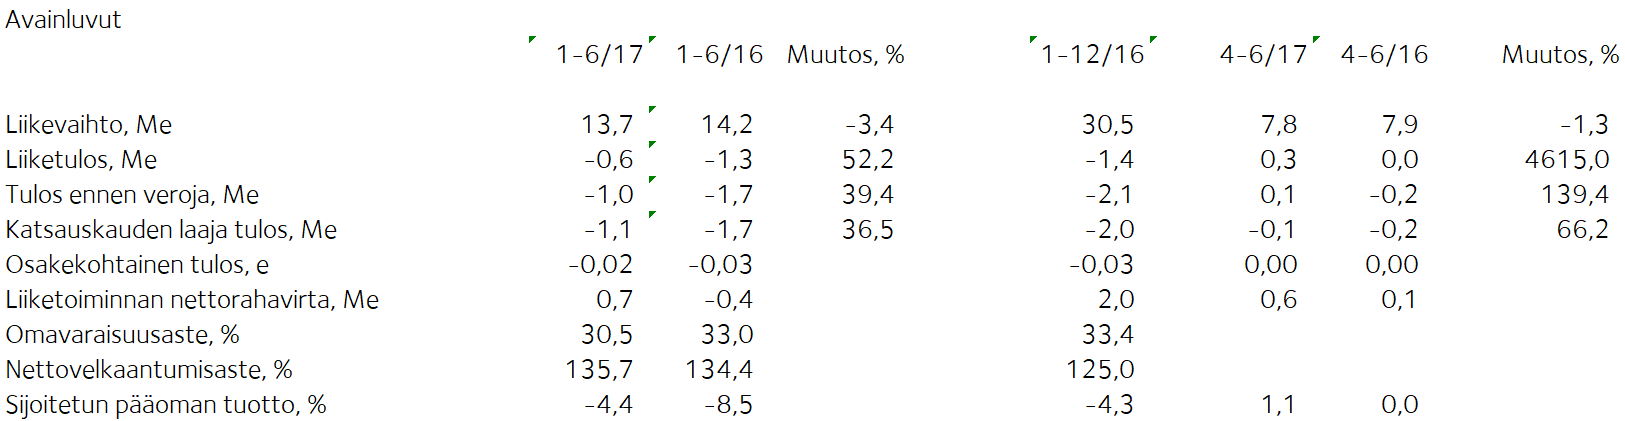 Avainluvut
1-6/17 1-6/16 Muutos, % 1-12/16 4-6/17 4-6/16 Muutos, %
Liikevaihto, Me 13,7 14,2 -3,4 30,5 7,8 7,9 -1,3
Liiketulos, Me -0,6 -1,3 52,2 -1,4 0,3 0,0 4615,0
Tulos ennen veroja, Me -1,0 -1,7 39,4 -2,1 0,1 -0,2 139,4
Katsauskauden laaja tulos, Me -1,1 -1,7 36,5 -2,0 -0,1 -0,2 66,2
Osakekohtainen tulos, e -0,02 -0,03 -0,03 0,00 0,00
Liiketoiminnan nettorahavirta, Me 0,7 -0,4 2,0 0,6 0,1
Omavaraisuusaste, % 30,5 33,0 33,4
Nettovelkaantumisaste, % 135,7 134,4 125,0
Sijoitetun pääoman tuotto, % -4,4 -8,5 -4,3 1,1 0,0